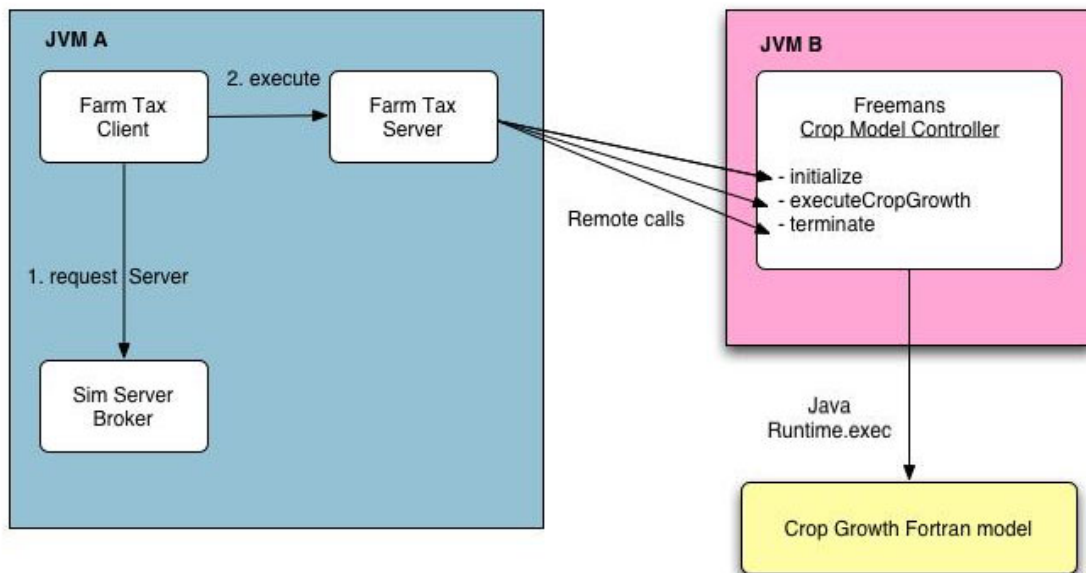 JVM A
Farm Tax
Client
2. execute
Farm Tax
Server
1. request Server
Sim Server
Broker
Remote calls
JVM B
Freemans
Crop Model Controller
- initialize
- executeCropGrowth
- terminate
Java
Runtime.exec
Crop Growth Fortran model